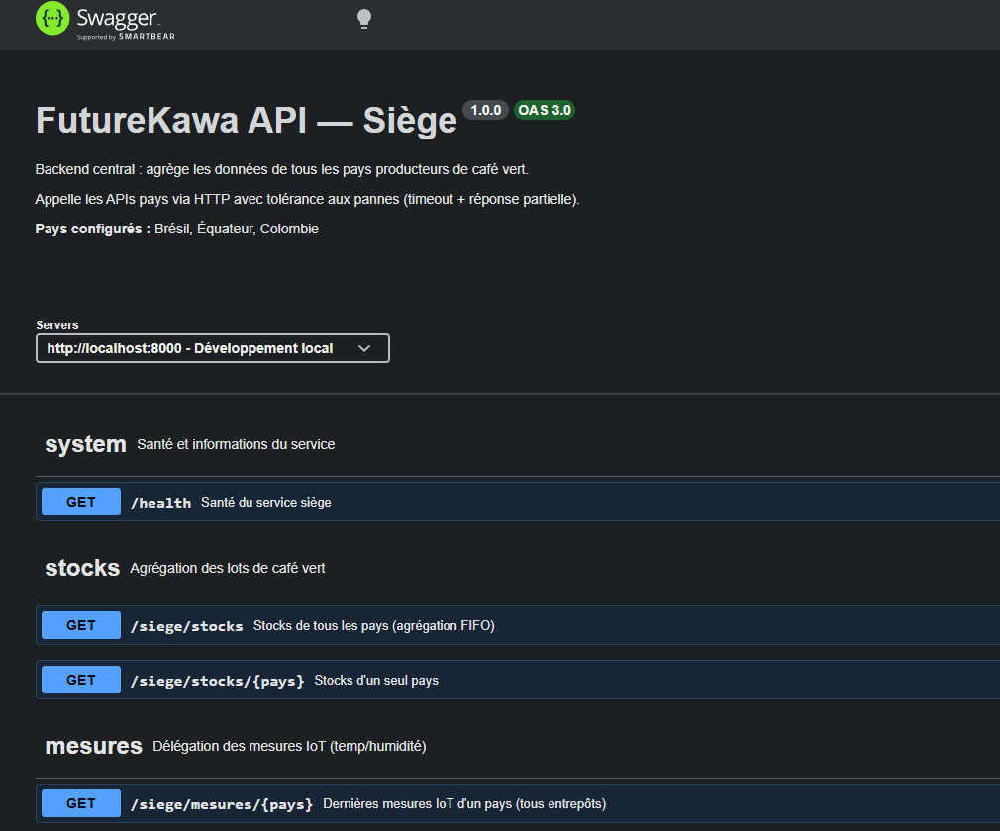 Swagger
Supported by SMARTBEAR
FutureKawa API — Siège 1.0.0 OAS 3.0
Backend central : agrège les données de tous les pays producteurs de café vert.
Appelle les APIs pays via HTTP avec tolérance aux pannes (timeout + réponse partielle).
Pays configurés : Brésil, Équateur, Colombie
Servers
http://localhost:8000 - Développement local
system Santé et informations du service
GET /health Santé du service siège
stocks Agrégation des lots de café vert
GET /siege/stocks Stocks de tous les pays (agrégation FIFO)
GET /siege/stocks/{pays} Stocks d'un seul pays
mesures Délégation des mesures IoT (temp/humidité)
GET /siege/mesures/{pays} Dernières mesures IoT d'un pays (tous entrepôts)